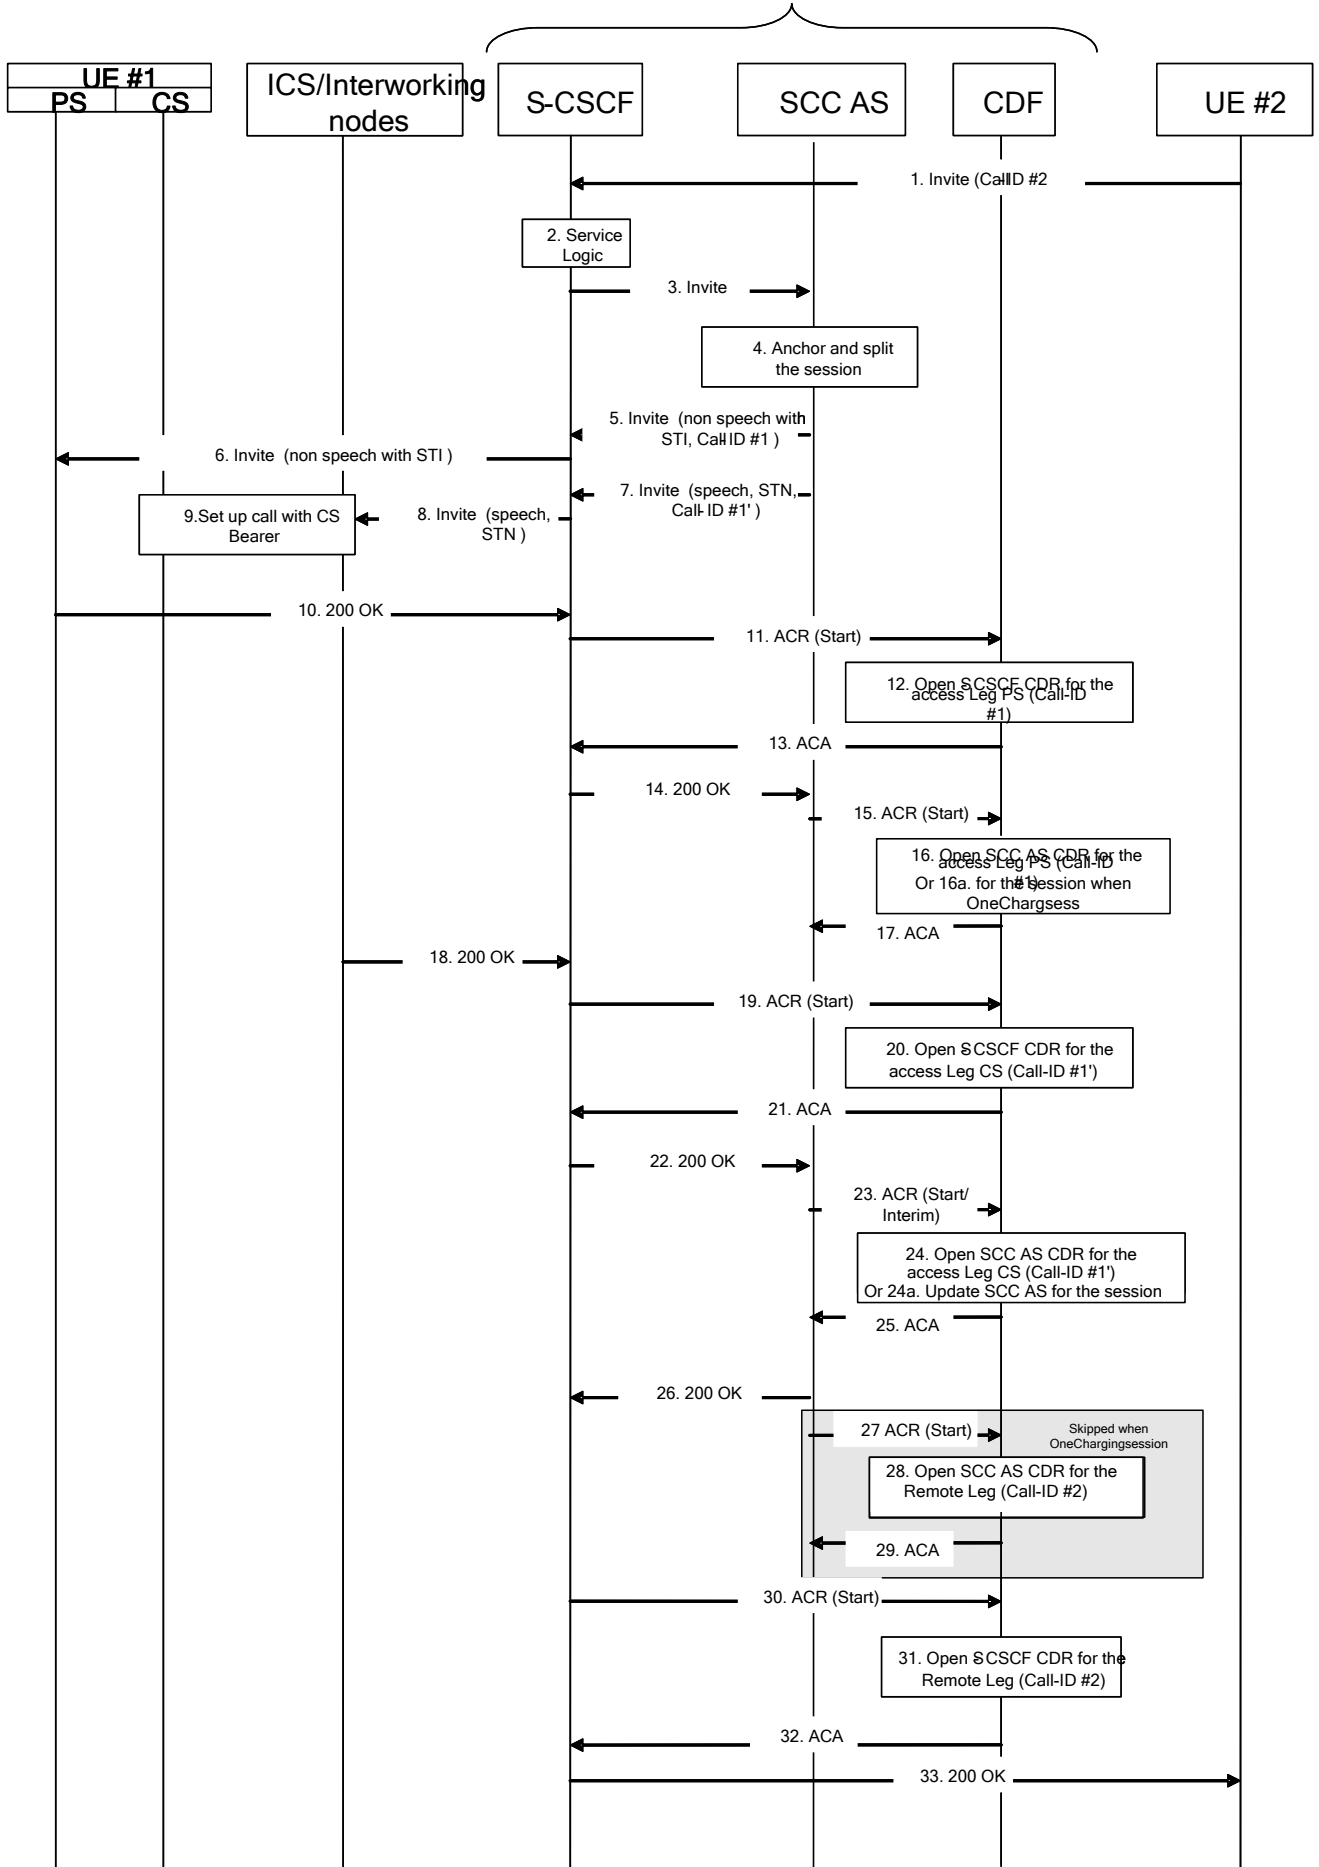 UE #1
PS CS
ICS/Interworking
nodes
S-CSCF
SCC AS
CDF
UE #2
1. Invite (Call-ID #2
2. Service
Logic
3. Invite
4. Anchor and split
the session
5. Invite (non speech with
STI, Call-ID #1 )
6. Invite (non speech with STI )
7. Invite (speech, STN,
Call- ID #1' )
8. Invite (speech,
STN )
9.Set up call with CS
Bearer
10. 200 OK
11. ACR (Start)
12. Open S-CSCF CDR for the
access Leg PS (Call-ID
#1)
13. ACA
14. 200 OK
15. ACR (Start)
16. Open SCC AS CDR for the
access Leg PS (Call-ID
#1)
Or 16a. for the session when
OneChargsess
17. ACA
18. 200 OK
19. ACR (Start)
20. Open S-CSCF CDR for the
access Leg CS (Call-ID #1')
21. ACA
22. 200 OK
23. ACR (Start/
Interim)
24. Open SCC AS CDR for the
access Leg CS (Call-ID #1')
Or 24a. Update SCC AS for the session
25. ACA
26. 200 OK
27 ACR (Start)
Skipped when
OneChargingsession
28. Open SCC AS CDR for the
Remote Leg (Call-ID #2)
29. ACA
30. ACR (Start)
31. Open S-CSCF CDR for the
Remote Leg (Call-ID #2)
32. ACA
33. 200 OK